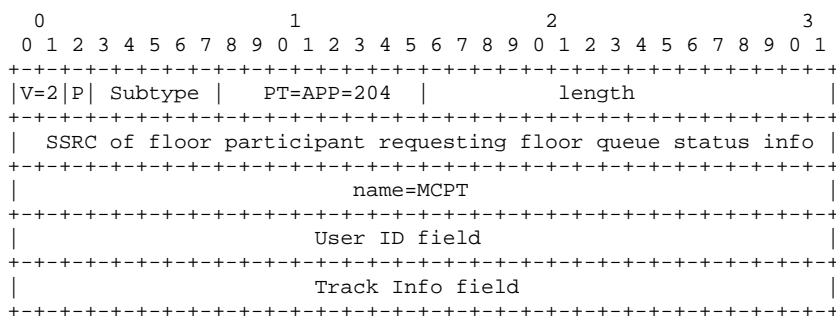 0 1 2 3
0 1 2 3 4 5 6 7 8 9 0 1 2 3 4 5 6 7 8 9 0 1 2 3 4 5 6 7 8 9 0 1
+-+-+-+-+-+-+-+-+-+-+-+-+-+-+-+-+-+-+-+-+-+-+-+-+-+-+-+-+-+-+-+-+
|V=2|P| Subtype | PT=APP=204 | length |
+-+-+-+-+-+-+-+-+-+-+-+-+-+-+-+-+-+-+-+-+-+-+-+-+-+-+-+-+-+-+-+-+
| SSRC of floor participant requesting floor queue status info |
+-+-+-+-+-+-+-+-+-+-+-+-+-+-+-+-+-+-+-+-+-+-+-+-+-+-+-+-+-+-+-+-+
| name=MCPT |
+-+-+-+-+-+-+-+-+-+-+-+-+-+-+-+-+-+-+-+-+-+-+-+-+-+-+-+-+-+-+-+-+
| User ID field |
+-+-+-+-+-+-+-+-+-+-+-+-+-+-+-+-+-+-+-+-+-+-+-+-+-+-+-+-+-+-+-+-+
| Track Info field |
+-+-+-+-+-+-+-+-+-+-+-+-+-+-+-+-+-+-+-+-+-+-+-+-+-+-+-+-+-+-+-+-+